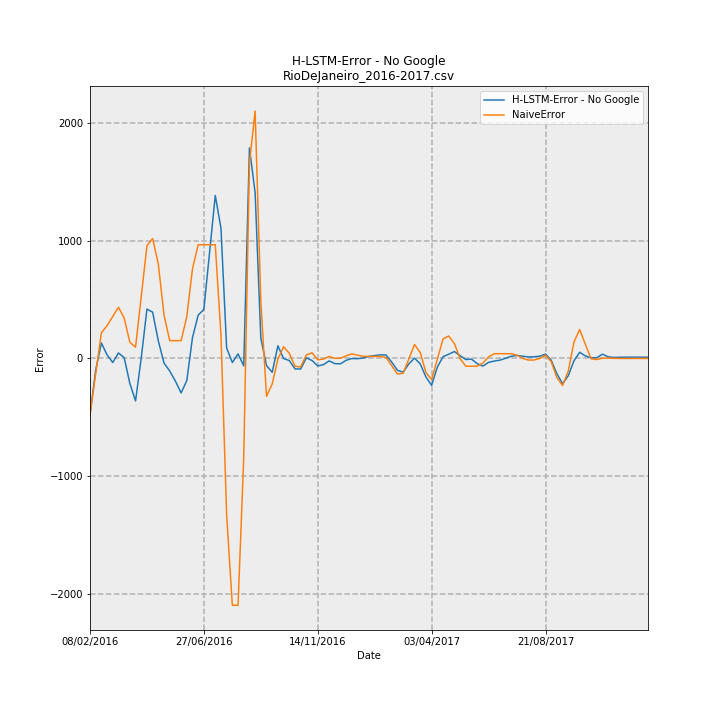 H-LSTM-Error - No Google
RioDeJaneiro_2016-2017.csv
H-LSTM-Error - No Google
NaiveError
2000
1000
0
−1000
−2000
Error
08/02/2016
27/06/2016
14/11/2016
03/04/2017
21/08/2017
Date